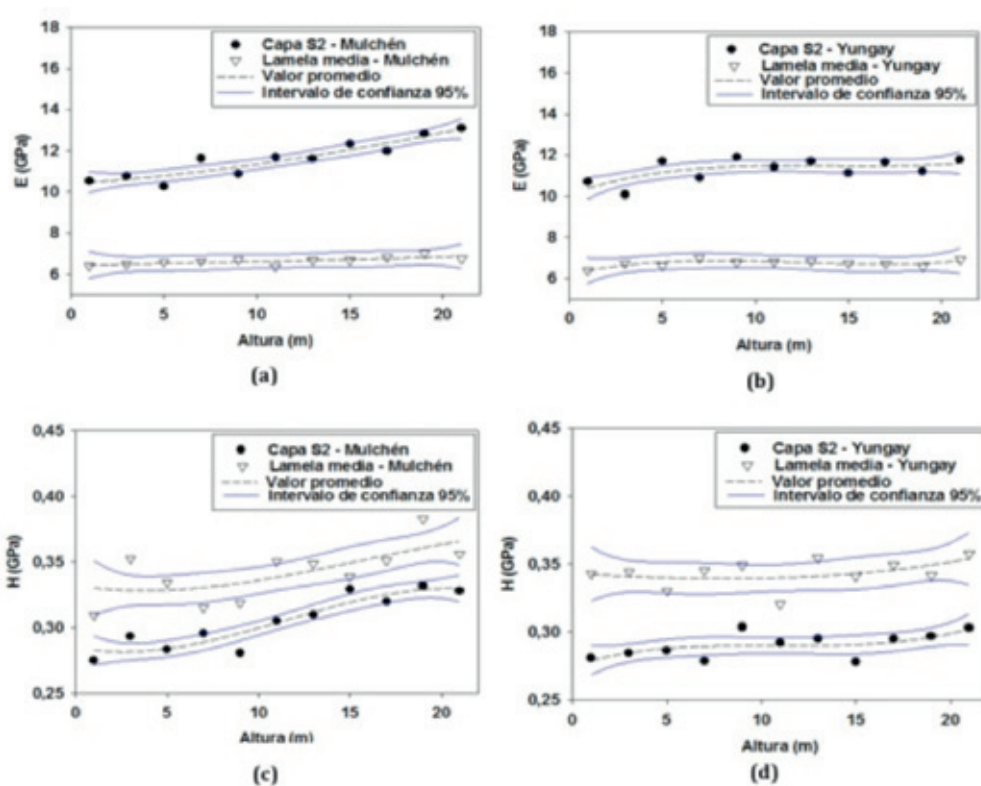 (a)
18
16
14
12
10
8
6
E (GPa)
Capa S2 - Mulchén
Lamela media - Mulchén
Valor promedio
Intervalo de confianza 95%
0 5 10 15 20
Altura (m)
(a)
(b)
18
16
14
12
10
8
6
E (GPa)
Capa S2 - Yungay
Lamela media - Yungay
Valor promedio
Intervalo de confianza 95%
0 5 10 15 20
Altura (m)
(b)
0,45
0,40
0,35
0,30
0,25
H (GPa)
Capa S2 - Mulchén
Lamela media - Mulchén
Valor promedio
Intervalo de confianza 95%
0 5 10 15 20
Altura (m)
(c)
0,45
0,40
0,35
0,30
0,25
H (GPa)
Capa S2 - Yungay
Lamela media - Yungay
Valor promedio
Intervalo de confianza 95%
0 5 10 15 20
Altura (m)
(d)